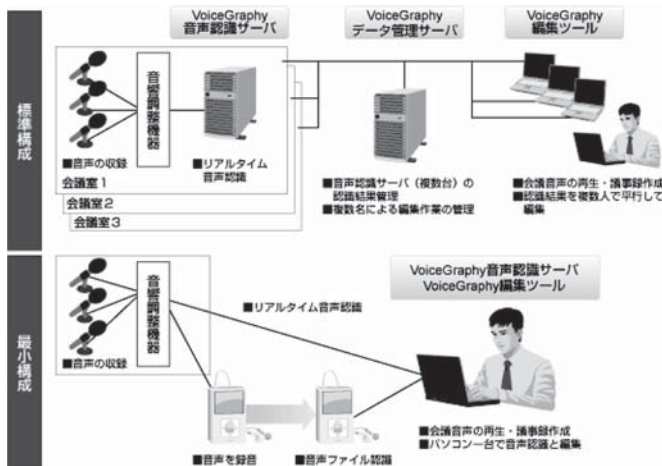 VoiceGraphy
音声認識サーバ
VoiceGraphy
データ管理サーバ
VoiceGraphy
編集ツール
標準構成
音響調整機器
■音声の収録
■リアルタイム
音声認識
会議室1
会議室2
会議室3
■音声認識サーバ（複数台）の
認識結果管理
■複数名による編集作業の管理
■会議音声の再生・議事録作成
■認識結果を複数人で平行して
編集
最小構成
音響調整機器
■音声の収録
■リアルタイム音声認識
VoiceGraphy音声認識サーバ
VoiceGraphy編集ツール
■音声を録音
■音声ファイル認識
■会議音声の再生・議事録作成
■パソコン一台で音声認識と編集